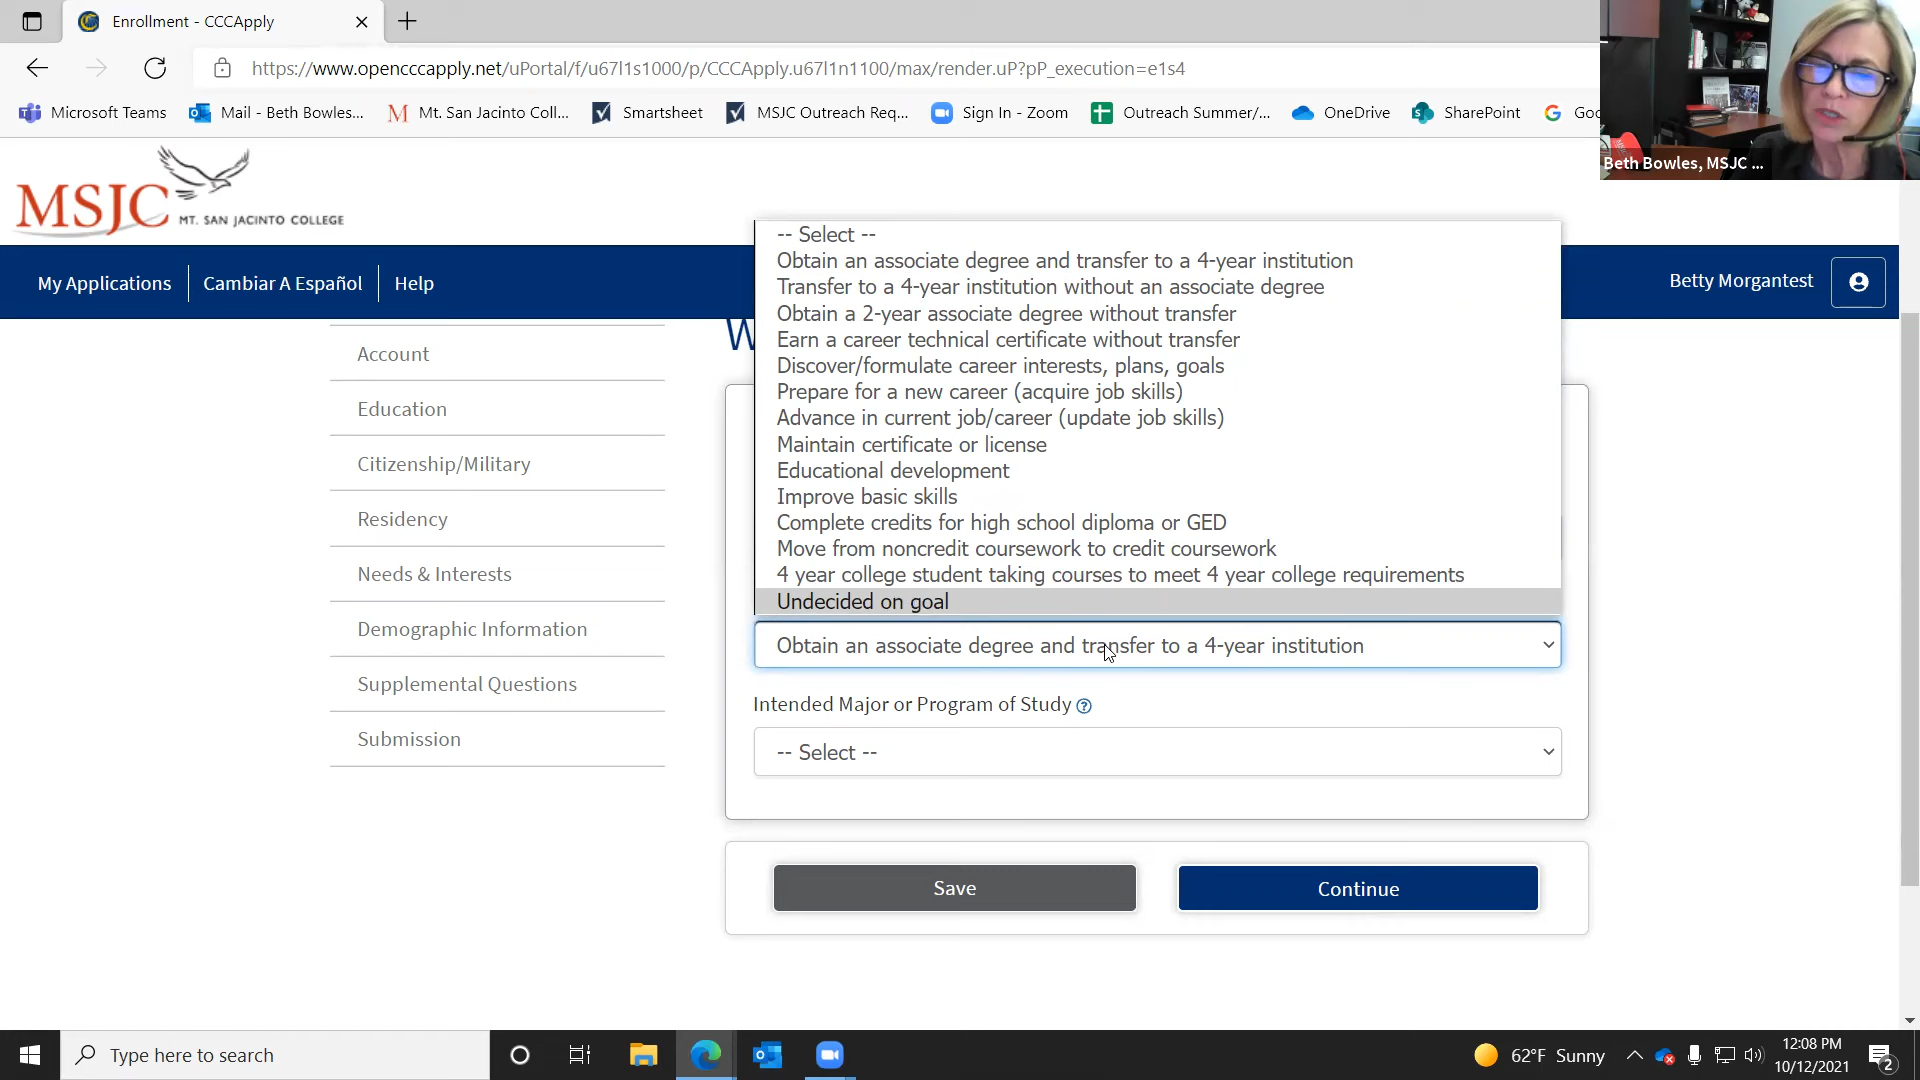 Enrollment - CCCApply
https://www.opencccapply.net/uPortal/f/u67l1s1000/p/CCCApply.u67l1n1100/max/render.uP?pP_execution=e1s4
Microsoft Teams
Mail - Beth Bowles...
Mt. San Jacinto Coll...
Smartsheet
MSJC Outreach Req...
Sign In - Zoom
Outreach Summer/...
OneDrive
SharePoint
Goo
Beth Bowles, MSJC ...
MSJC MT. SAN JACINTO COLLEGE
My Applications
Cambiar A Español
Help
Betty Morgantest
W
Account
Education
Citizenship/Military
Residency
Needs & Interests
Demographic Information
Supplemental Questions
Submission
-- Select --
Obtain an associate degree and transfer to a 4-year institution
Transfer to a 4-year institution without an associate degree
Obtain a 2-year associate degree without transfer
Earn a career technical certificate without transfer
Discover/formulate career interests, plans, goals
Prepare for a new career (acquire job skills)
Advance in current job/career (update job skills)
Maintain certificate or license
Educational development
Improve basic skills
Complete credits for high school diploma or GED
Move from noncredit coursework to credit coursework
4 year college student taking courses to meet 4 year college requirements
Undecided on goal
Obtain an associate degree and transfer to a 4-year institution
Intended Major or Program of Study
-- Select --
Save
Continue
Type here to search
62°F Sunny
12:08 PM
10/12/2021
2